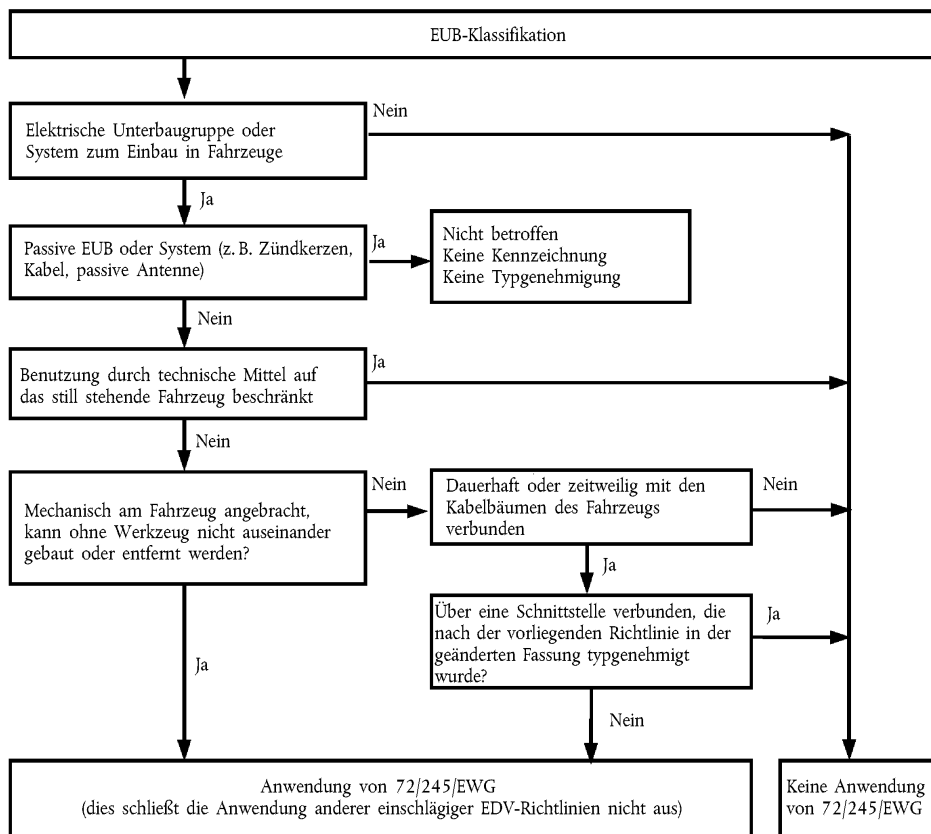 EUB-Klassifikation
Nein
Elektrische Unterbaugruppe oder
System zum Einbau in Fahrzeuge
Ja
Passive EUB oder System (z. B. Zündkerzen,
Kabel, passive Antenne)
Ja
Nicht betroffen
Keine Kennzeichnung
Keine Typgenehmigung
Nein
Benutzung durch technische Mittel auf
das still stehende Fahrzeug beschränkt
Ja
Nein
Mechanisch am Fahrzeug angebracht,
kann ohne Werkzeug nicht auseinander
gebaut oder entfernt werden?
Nein
Dauerhaft oder zeitweilig mit den
Kabelbäumen des Fahrzeugs
verbunden
Nein
Ja
Über eine Schnittstelle verbunden, die
nach der vorliegenden Richtlinie in der
geänderten Fassung typgenehmigt
wurde?
Ja
Ja
Nein
Anwendung von 72/245/EWG
(dies schließt die Anwendung anderer einschlägiger EDV-Richtlinien nicht aus)
Keine Anwendung
von 72/245/EWG